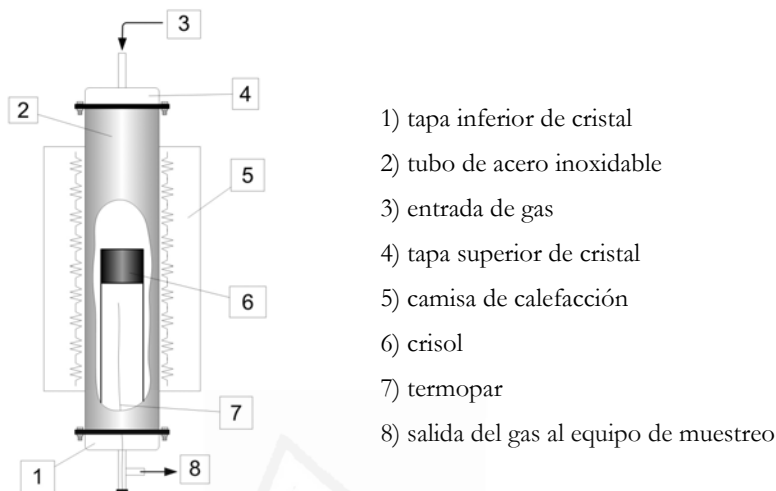 3
4
2
5
6
7
8
1
1) tapa inferior de cristal
2) tubo de acero inoxidable
3) entrada de gas
4) tapa superior de cristal
5) camisa de calefacción
6) crisol
7) termopar
8) salida del gas al equipo de muestreo